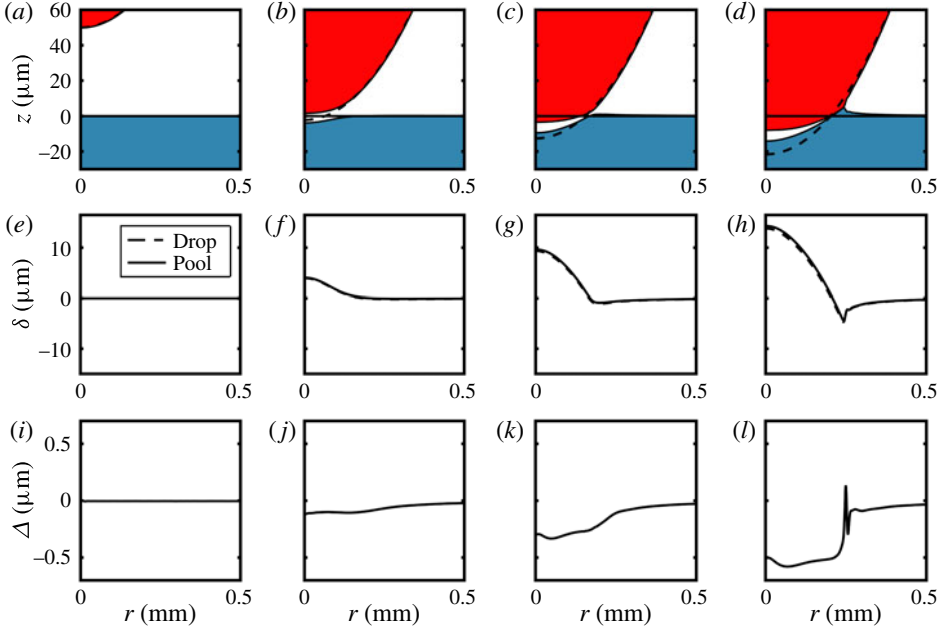 (a) (b) (c) (d)
60
40
20
0
−20
z (μm)
0 0.5 0 0.5 0 0.5 0 0.5
(e) (f) (g) (h)
Drop
Pool
10
0
−10
δ (μm)
0 0.5 0 0.5 0 0.5 0 0.5
(i) (j) (k) (l)
0.5
0
−0.5
Δ (μm)
0 0.5 0 0.5 0 0.5 0 0.5
r (mm) r (mm) r (mm) r (mm)